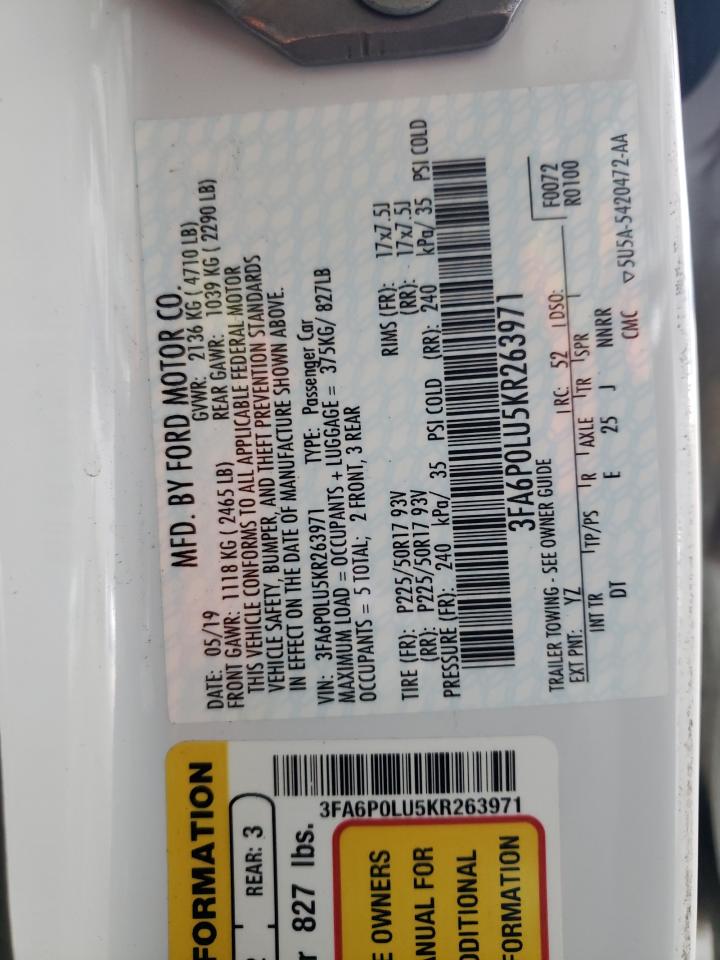 MFD. BY FORD MOTOR CO.
DATE: 05/19 GVWR: 2136 KG ( 4710 LB)
FRONT GAWR: 1118 KG ( 2465 LB) REAR GAWR: 1039 KG ( 2290 LB)
THIS VEHICLE CONFORMS TO ALL APPLICABLE FEDERAL MOTOR
VEHICLE SAFETY, BUMPER, AND THEFT PREVENTION STANDARDS
IN EFFECT ON THE DATE OF MANUFACTURE SHOWN ABOVE.
VIN: 3FA6P0LU5KR263971 TYPE: Passenger Car
MAXIMUM LOAD = OCCUPANTS + LUGGAGE = 375KG/ 827LB
OCCUPANTS = 5 TOTAL; 2 FRONT, 3 REAR
TIRE (FR): P225/50R17 93V RIMS (FR): 17x7.5J
(RR): P225/50R17 93V (RR): 17x7.5J
PRESSURE (FR): 240 kPa/ 35 PSI COLD (RR): 240 kPa/ 35 PSI COLD
3FA6P0LU5KR263971
TRAILER TOWING - SEE OWNER GUIDE
EXT PNT: YZ RC: 52 DSO: F0072
R0100
INT TR TP/PS R AXLE TR SPR
DT E 25 J NNRR
CMC ▽5U5A-5420472-AA
FORMATION
REAR: 3
r 827 lbs.
3FA6P0LU5KR263971
E OWNERS
ANUAL FOR
DDITIONAL
FORMATION